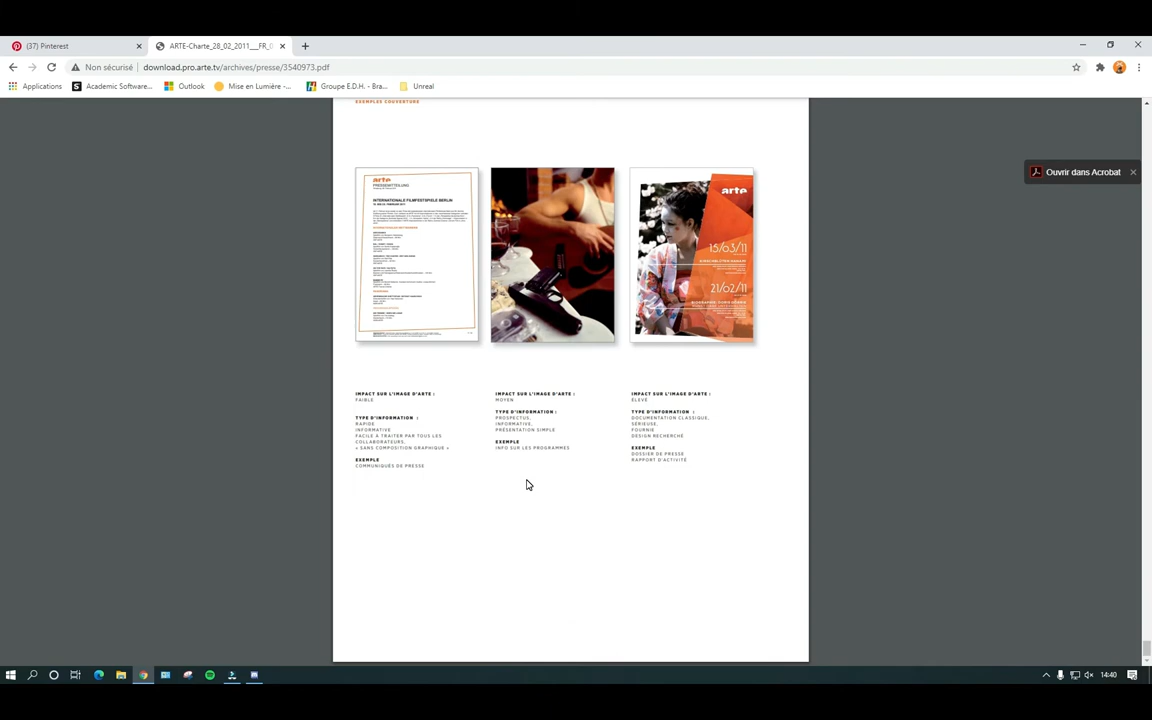 (37) Pinterest
ARTE-Charte_28_02_2011___FR_0
Non sécurisé
download.pro.arte.tv/archives/presse/3540973.pdf
Applications
Academic Software...
Outlook
Mise en Lumière -...
Groupe E.D.H. - Bra...
Unreal
EXEMPLES COUVERTURE
Ouvrir dans Acrobat
arte
PRESSEMITTEILUNG
INTERNATIONALE FILMFESTSPIELE BERLIN
arte
15/03/11
21/02/11
IMPACT SUR L'IMAGE D'ARTE :
FAIBLE
TYPE D'INFORMATION :
RAPIDE
INFORMATIVE
FACILE À TRAITER PAR TOUS LES
COLLABORATEURS,
« SANS COMPOSITION GRAPHIQUE »
EXEMPLE
COMMUNIQUÉS DE PRESSE
IMPACT SUR L'IMAGE D'ARTE :
MOYEN
TYPE D'INFORMATION :
PROSPECTUS,
INFORMATIVE,
PRÉSENTATION SIMPLE
EXEMPLE
INFO SUR LES PROGRAMMES
IMPACT SUR L'IMAGE D'ARTE :
ÉLEVÉ
TYPE D'INFORMATION :
DOCUMENTATION CLASSIQUE,
SÉRIEUSE,
FOURNIE
DESIGN RECHERCHÉ
EXEMPLE
DOSSIER DE PRESSE
RAPPORT D'ACTIVITÉ
14:40